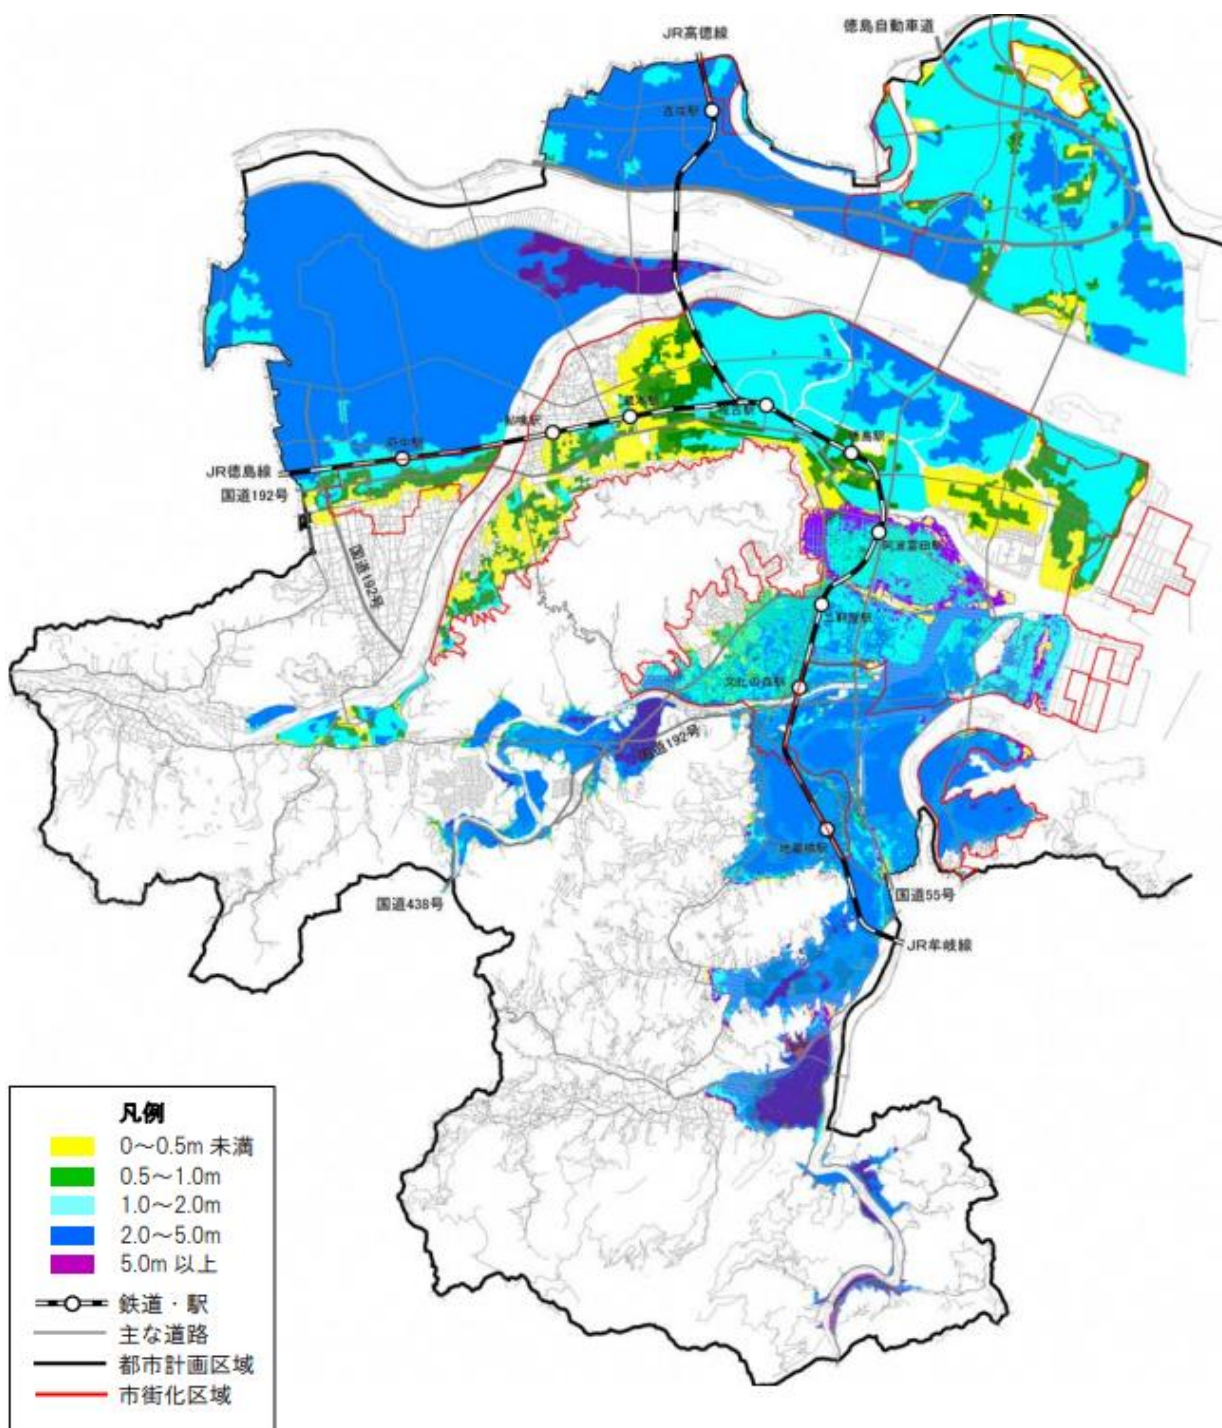 JR高徳線
徳島自動車道
吉成駅
蔵本駅
佐古駅
鮎喰駅
徳島駅
府中駅
JR徳島線
国道192号
阿波富田駅
国道192号
二軒屋駅
文化の森駅
国道192号
地蔵橋駅
国道438号
国道55号
JR牟岐線
凡例
0～0.5m 未満
0.5～1.0m
1.0～2.0m
2.0～5.0m
5.0m 以上
鉄道・駅
主な道路
都市計画区域
市街化区域